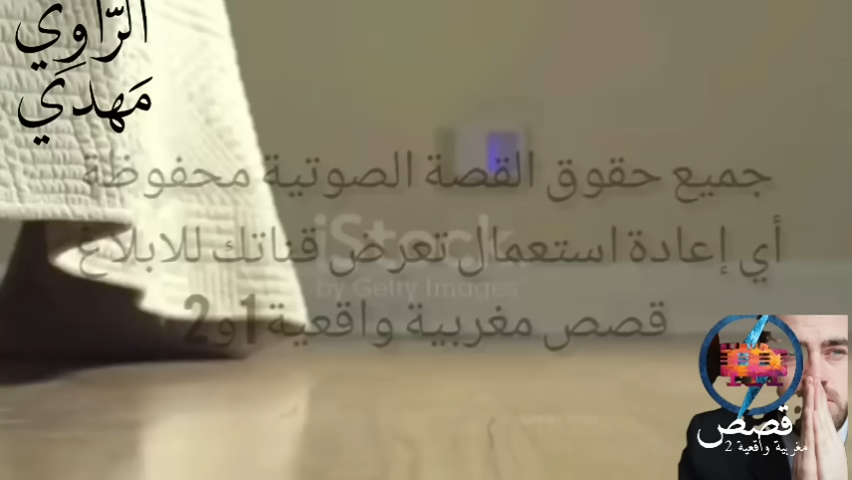 الرَّاوِي
مَهدَي
جميع حقوق القصة الصوتية محفوظة
أي إعادة استعمال تعرض قناتك للابلاغ
قصص مغربية واقعية 1و2
iStock
by Getty Images
قصص
مغربية واقعية 2